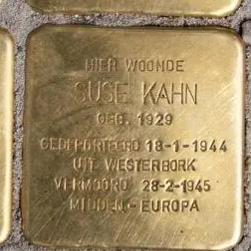 HIER WOONDE
SUSE KAHN
GEB. 1929
GEDEPORTEERD 18-1-1944
UIT WESTERBORK
VERMOORD 28-2-1945
MIDDEN-EUROPA